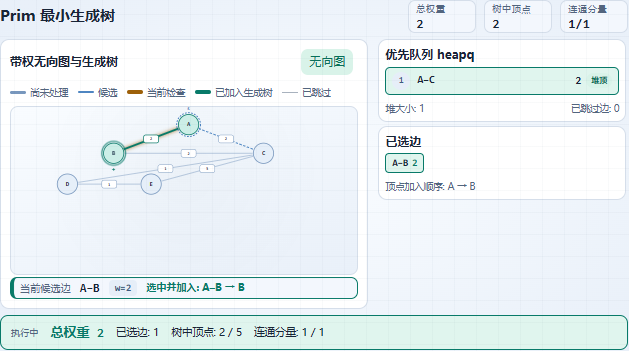 Prim 最小生成树
总权重
2
树中顶点
2
连通分量
1/1
带权无向图与生成树
无向图
尚未处理 候选 当前检查 已加入生成树 已跳过
A
2
2
B
2
C
1
3
D
1
E
当前候选边 A–B w=2 选中并加入: A–B → B
优先队列 heapq
1 A–C 2 堆顶
堆大小: 1 已跳过边: 0
已选边
A–B 2
顶点加入顺序: A → B
执行中 总权重 2 已选边: 1 树中顶点: 2 / 5 连通分量: 1 / 1